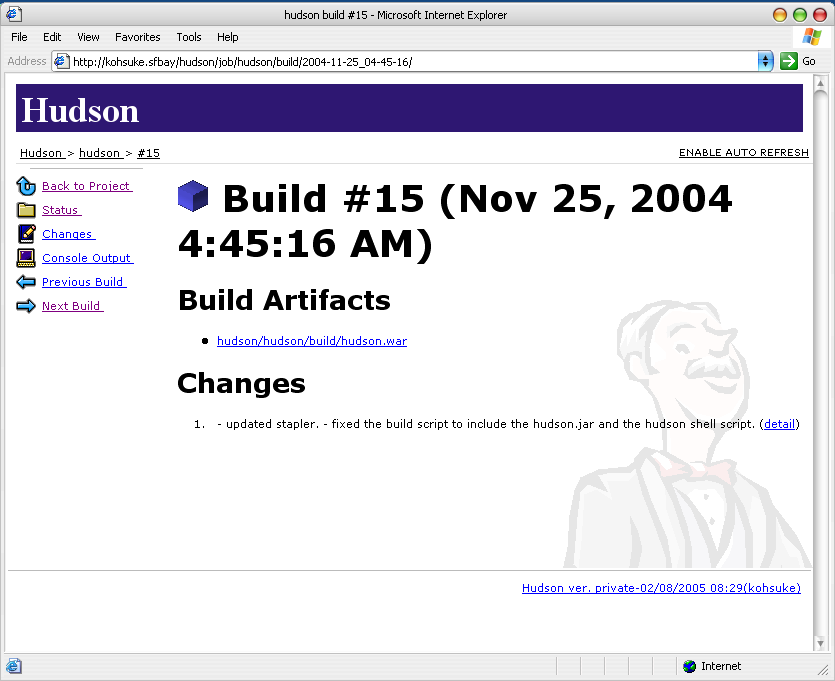 hudson build #15 - Microsoft Internet Explorer
File Edit View Favorites Tools Help
Address http://kohsuke.sfbay/hudson/job/hudson/build/2004-11-25_04-45-16/ Go
Hudson
Hudson > hudson > #15
ENABLE AUTO REFRESH
Back to Project
Status
Changes
Console Output
Previous Build
Next Build
Build #15 (Nov 25, 2004
4:45:16 AM)
Build Artifacts
hudson/hudson/build/hudson.war
Changes
1. - updated stapler. - fixed the build script to include the hudson.jar and the hudson shell script. (detail)
Hudson ver. private-02/08/2005 08:29(kohsuke)
Internet